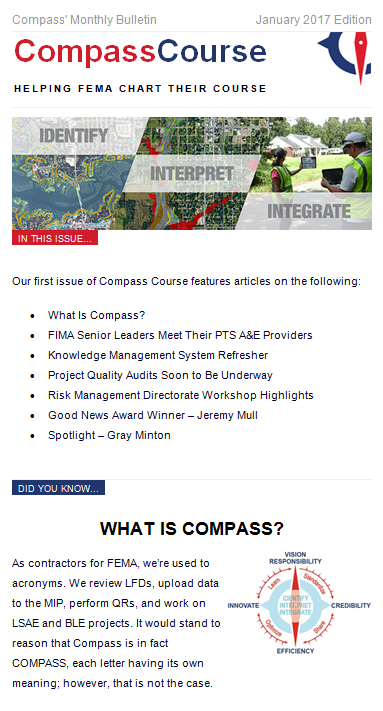 Compass' Monthly Bulletin January 2017 Edition
CompassCourse
HELPING FEMA CHART THEIR COURSE
IDENTIFY
INTERPRET
INTEGRATE
IN THIS ISSUE...
Our first issue of Compass Course features articles on the following:
• What Is Compass?
• FIMA Senior Leaders Meet Their PTS A&E Providers
• Knowledge Management System Refresher
• Project Quality Audits Soon to Be Underway
• Risk Management Directorate Workshop Highlights
• Good News Award Winner – Jeremy Mull
• Spotlight – Gray Minton
DID YOU KNOW...
WHAT IS COMPASS?
As contractors for FEMA, we're used to
acronyms. We review LFDs, upload data
to the MIP, perform QRs, and work on
LSAE and BLE projects. It would stand to
reason that Compass is in fact
COMPASS, each letter having its own
meaning; however, that is not the case.
VISION
RESPONSIBILITY
Learn
Standardize
INNOVATE
IDENTIFY
INTERPRET
INTEGRATE
CREDIBILITY
Optimize
Share
EFFICIENCY